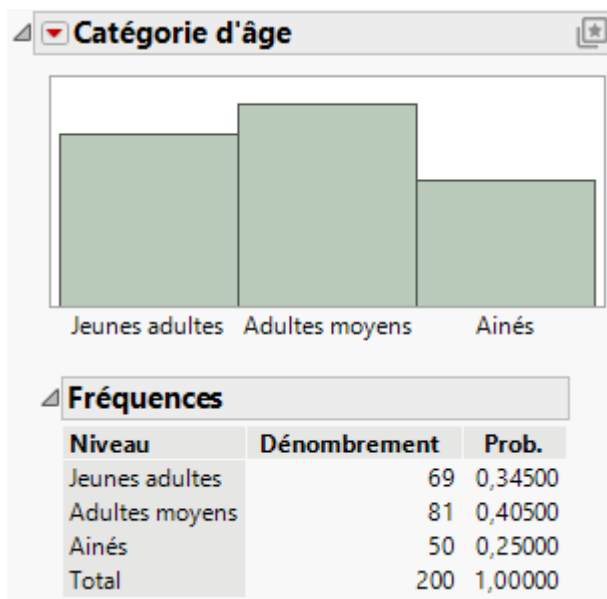 Catégorie d'âge
Jeunes adultes Adultes moyens Ainés
Fréquences
Niveau Dénombrement Prob.
Jeunes adultes 69 0,34500
Adultes moyens 81 0,40500
Ainés 50 0,25000
Total 200 1,00000